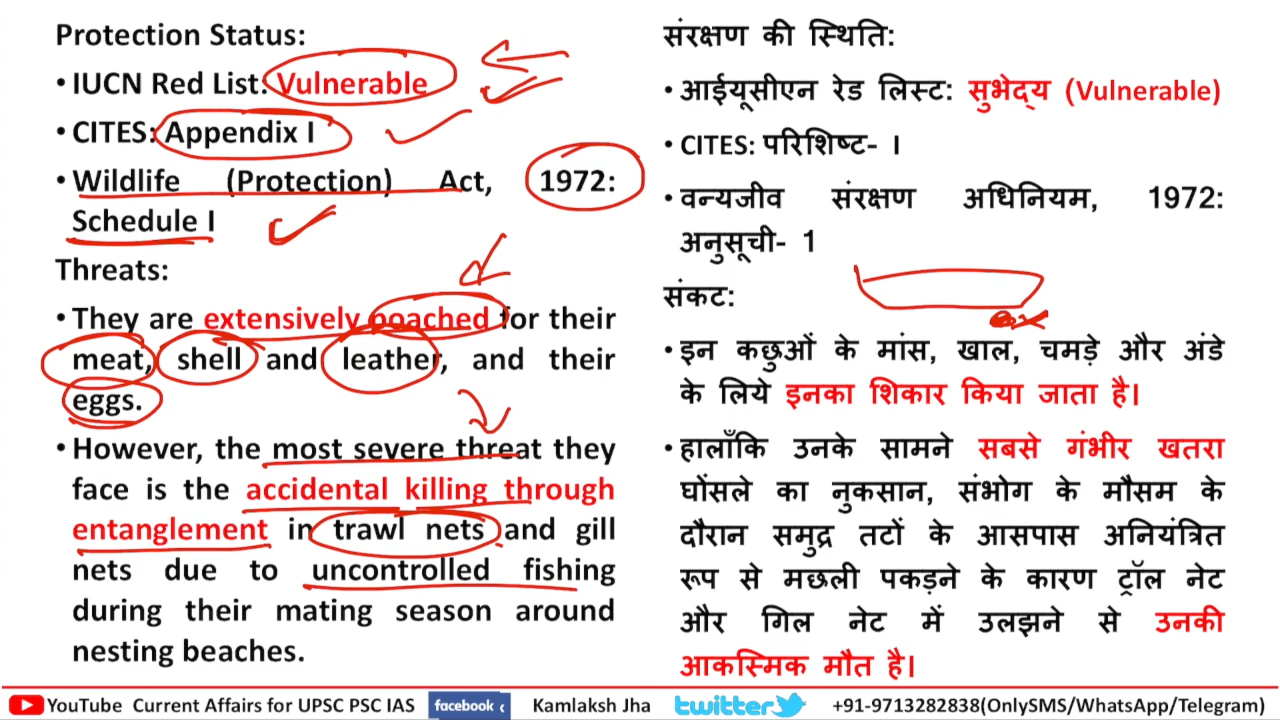 Protection Status:
• IUCN Red List: Vulnerable
• CITES: Appendix I
• Wildlife (Protection) Act, 1972:
Schedule I
Threats:
• They are extensively poached for their
meat, shell and leather, and their
eggs.
• However, the most severe threat they
face is the accidental killing through
entanglement in trawl nets and gill
nets due to uncontrolled fishing
during their mating season around
nesting beaches.
संरक्षण की स्थिति:
• आईयूसीएन रेड लिस्ट: सुभेद्य (Vulnerable)
• CITES: परिशिष्ट- I
• वन्यजीव संरक्षण अधिनियम, 1972:
अनुसूची- 1
संकट:
• इन कछुओं के मांस, खाल, चमड़े और अंडे
के लिये इनका शिकार किया जाता है।
• हालाँकि उनके सामने सबसे गंभीर खतरा
घोंसले का नुकसान, संभोग के मौसम के
दौरान समुद्र तटों के आसपास अनियंत्रित
रूप से मछली पकड़ने के कारण ट्रॉल नेट
और गिल नेट में उलझने से उनकी
आकस्मिक मौत है।
YouTube Current Affairs for UPSC PSC IAS facebook Kamlaksh Jha twitter +91-9713282838(OnlySMS/WhatsApp/Telegram)